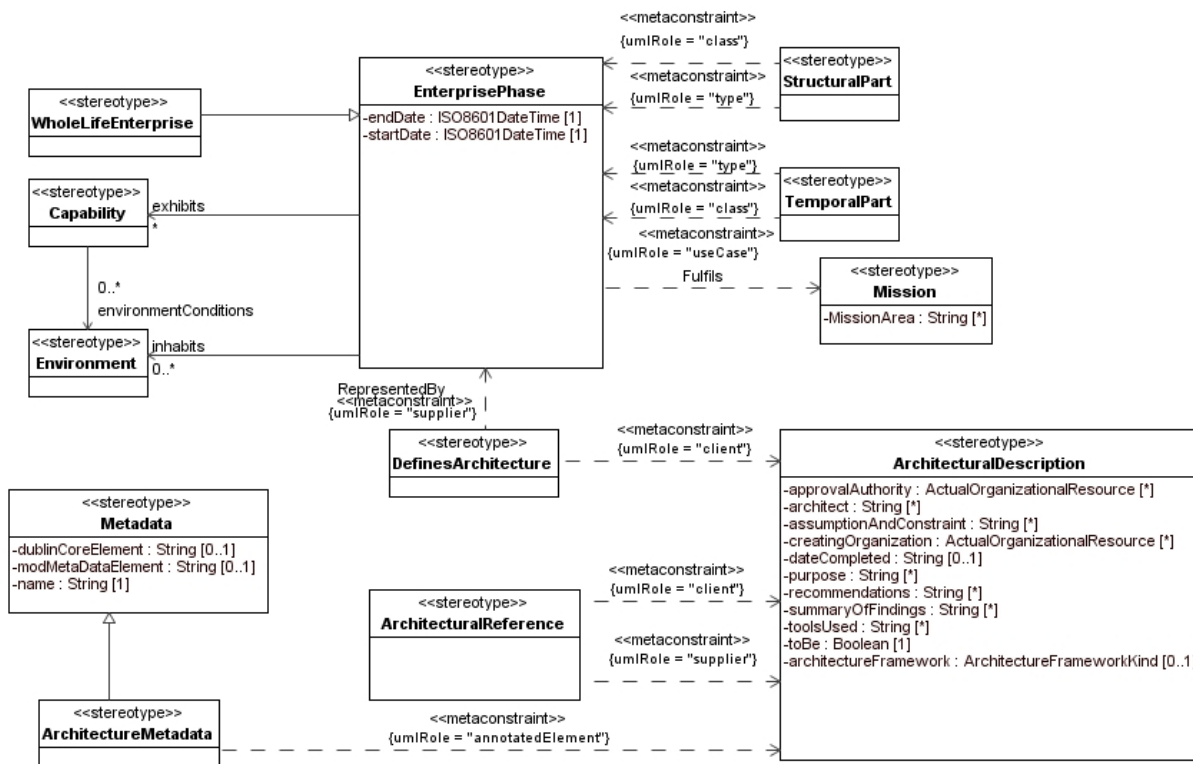 <<metaconstraint>>
{umlRole = "class"}
<<stereotype>>
StructuralPart
<<metaconstraint>>
{umlRole = "type"}
<<stereotype>>
EnterprisePhase
-endDate : ISO8601DateTime [1]
-startDate : ISO8601DateTime [1]
<<stereotype>>
WholeLifeEnterprise
<<metaconstraint>>
{umlRole = "type"}
<<stereotype>>
TemporalPart
<<metaconstraint>>
{umlRole = "class"}
<<stereotype>>
Capability
exhibits
*
<<metaconstraint>>
{umlRole = "useCase"}
Fulfils
<<stereotype>>
Mission
-MissionArea : String [*]
0..*
environmentConditions
<<stereotype>>
Environment
inhabits
0..*
RepresentedBy
<<metaconstraint>>
{umlRole = "supplier"}
<<stereotype>>
DefinesArchitecture
<<metaconstraint>>
{umlRole = "client"}
<<stereotype>>
ArchitecturalDescription
-approvalAuthority : ActualOrganizationalResource [*]
-architect : String [*]
-assumptionAndConstraint : String [*]
-creatingOrganization : ActualOrganizationalResource [*]
-dateCompleted : String [0..1]
-purpose : String [*]
-recommendations : String [*]
-summaryOfFindings : String [*]
-toolsUsed : String [*]
-toBe : Boolean [1]
-architectureFramework : ArchitectureFrameworkKind [0..1]
<<stereotype>>
Metadata
-dublinCoreElement : String [0..1]
-modMetaDataElement : String [0..1]
-name : String [1]
<<stereotype>>
ArchitecturalReference
<<metaconstraint>>
{umlRole = "client"}
<<metaconstraint>>
{umlRole = "supplier"}
<<stereotype>>
ArchitectureMetadata
<<metaconstraint>>
{umlRole = "annotatedElement"}